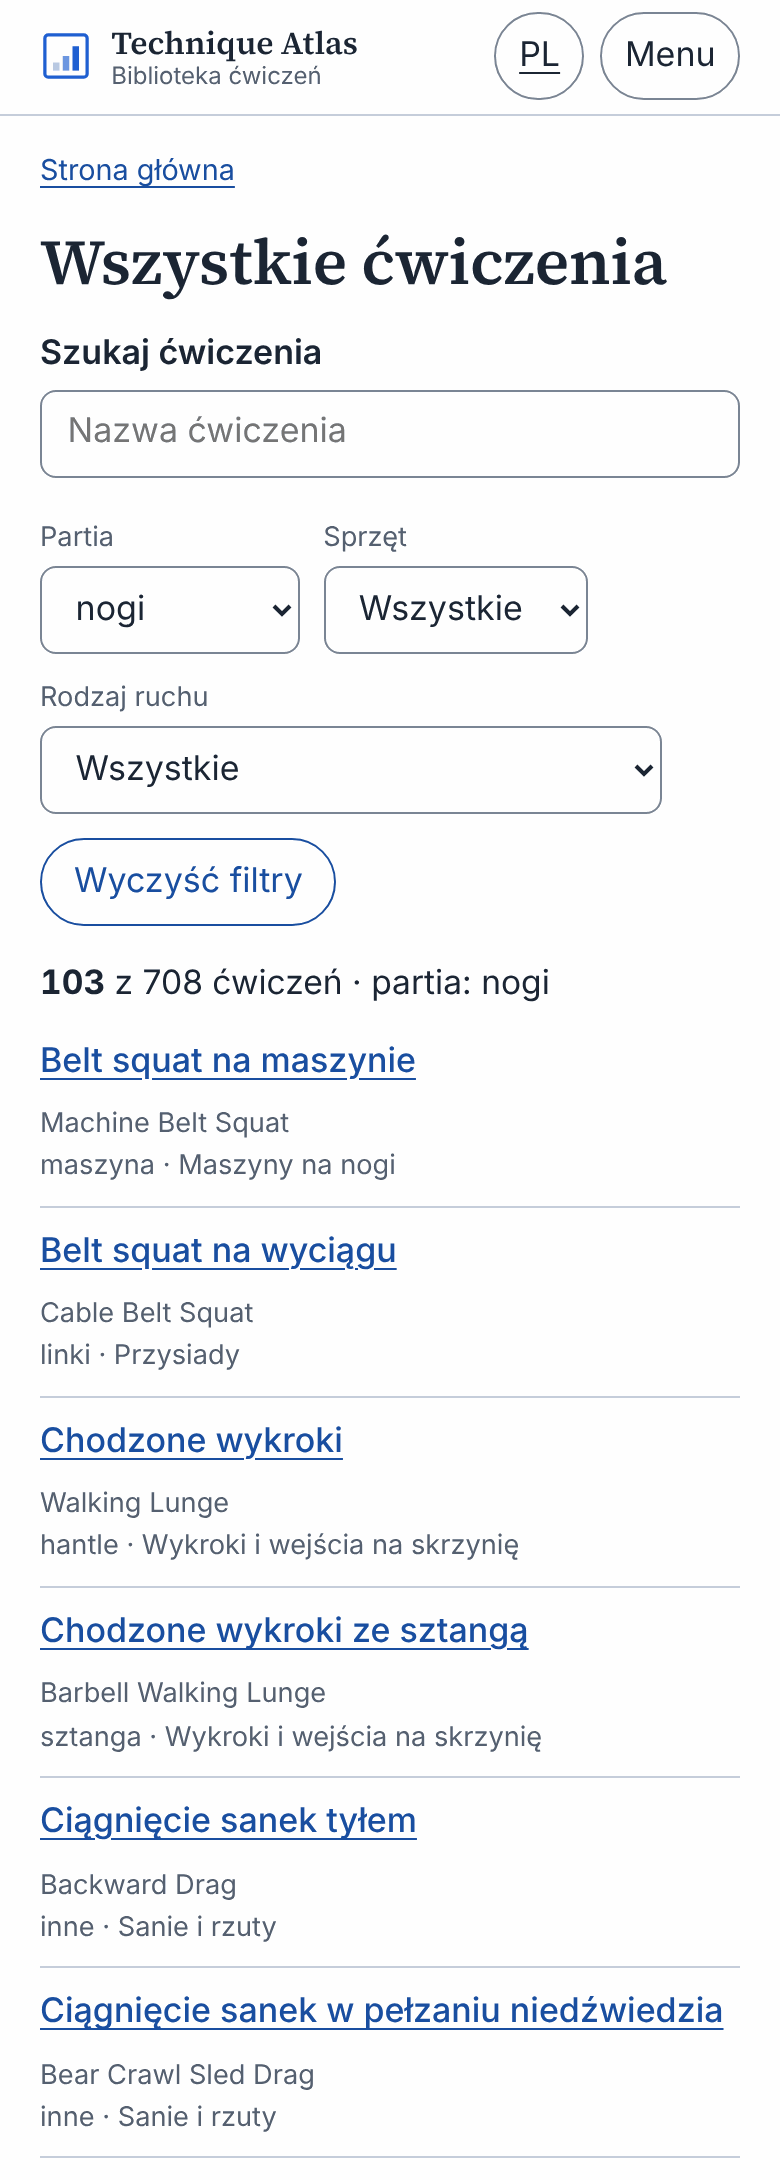 Technique Atlas
Biblioteka ćwiczeń
PL
Menu
Strona główna
Wszystkie ćwiczenia
Szukaj ćwiczenia
Nazwa ćwiczenia
Partia
Sprzęt
nogi
Wszystkie
Rodzaj ruchu
Wszystkie
Wyczyść filtry
103 z 708 ćwiczeń · partia: nogi
Belt squat na maszynie
Machine Belt Squat
maszyna · Maszyny na nogi
Belt squat na wyciągu
Cable Belt Squat
linki · Przysiady
Chodzone wykroki
Walking Lunge
hantle · Wykroki i wejścia na skrzynię
Chodzone wykroki ze sztangą
Barbell Walking Lunge
sztanga · Wykroki i wejścia na skrzynię
Ciągnięcie sanek tyłem
Backward Drag
inne · Sanie i rzuty
Ciągnięcie sanek w pełzaniu niedźwiedzia
Bear Crawl Sled Drag
inne · Sanie i rzuty